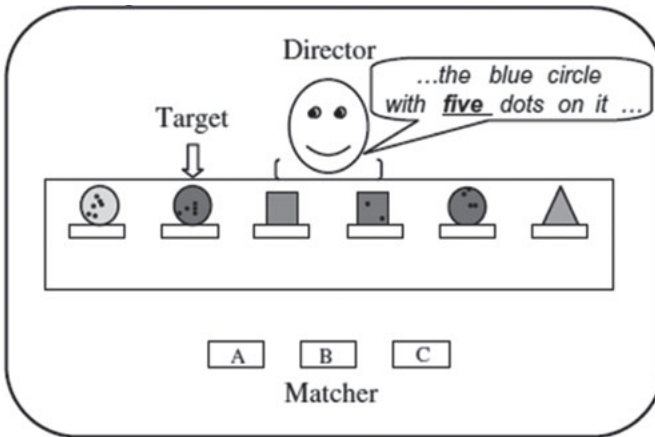 Director
...the blue circle
with five dots on it ...
Target
A B C
Matcher